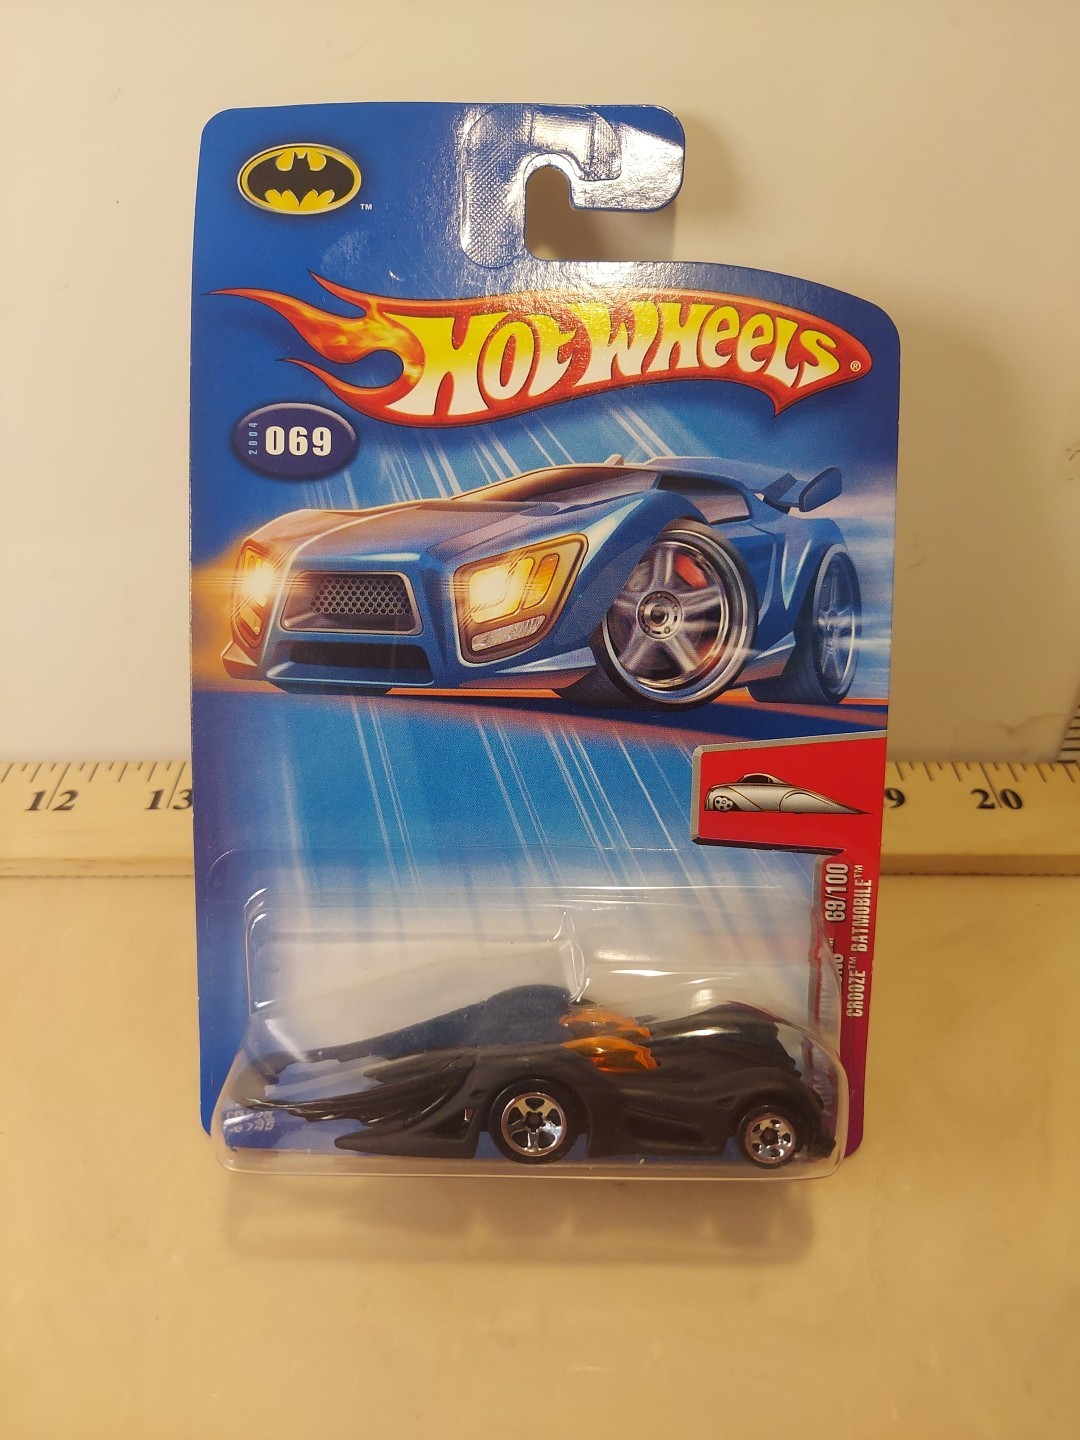 ™
HOT WHEELS®
2004
069
12 13 9 20
69/100
CROOZE™ BATMOBILE™